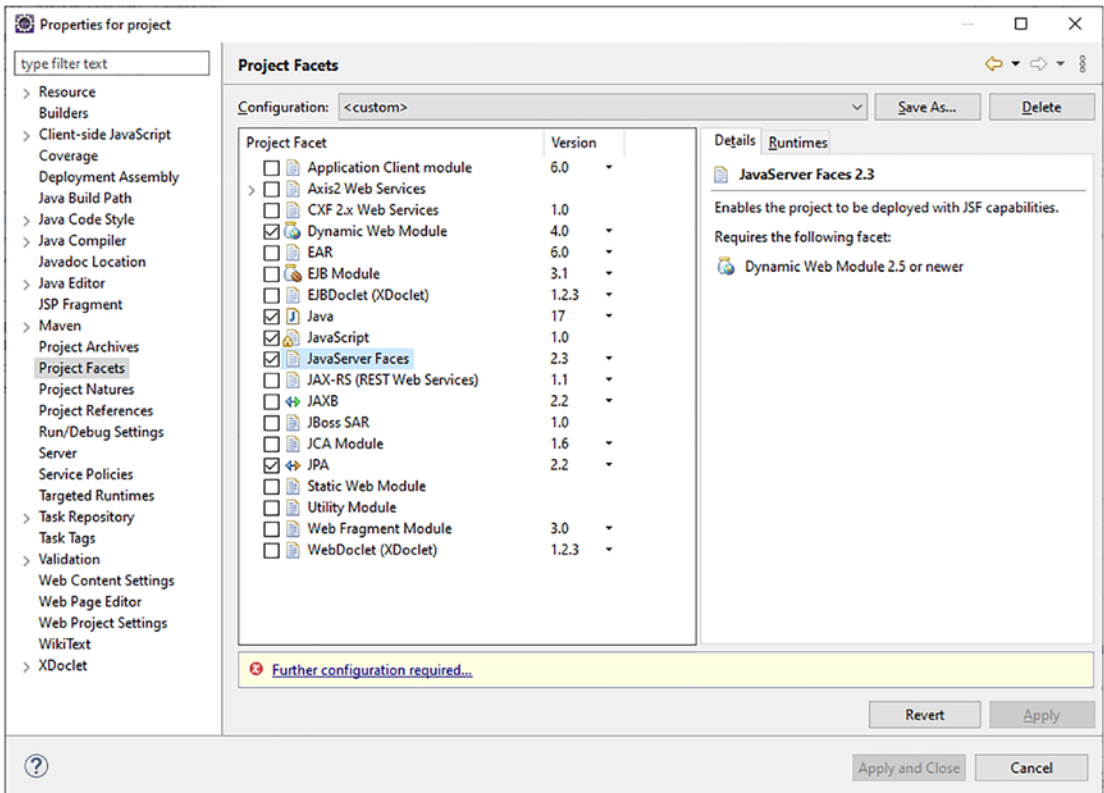 Properties for project
type filter text
Resource
Builders
Client-side JavaScript
Coverage
Deployment Assembly
Java Build Path
Java Code Style
Java Compiler
Javadoc Location
Java Editor
JSP Fragment
Maven
Project Archives
Project Facets
Project Natures
Project References
Run/Debug Settings
Server
Service Policies
Targeted Runtimes
Task Repository
Task Tags
Validation
Web Content Settings
Web Page Editor
Web Project Settings
WikiText
XDoclet
Project Facets
Configuration: <custom> Save As... Delete
Project Facet Version
Application Client module 6.0
Axis2 Web Services
CXF 2.x Web Services 1.0
Dynamic Web Module 4.0
EAR 6.0
EJB Module 3.1
EJBDoclet (XDoclet) 1.2.3
Java 17
JavaScript 1.0
JavaServer Faces 2.3
JAX-RS (REST Web Services) 1.1
JAXB 2.2
JBoss SAR 1.0
JCA Module 1.6
JPA 2.2
Static Web Module
Utility Module
Web Fragment Module 3.0
WebDoclet (XDoclet) 1.2.3
Details Runtimes
JavaServer Faces 2.3
Enables the project to be deployed with JSF capabilities.
Requires the following facet:
Dynamic Web Module 2.5 or newer
Further configuration required...
Revert Apply
Apply and Close Cancel